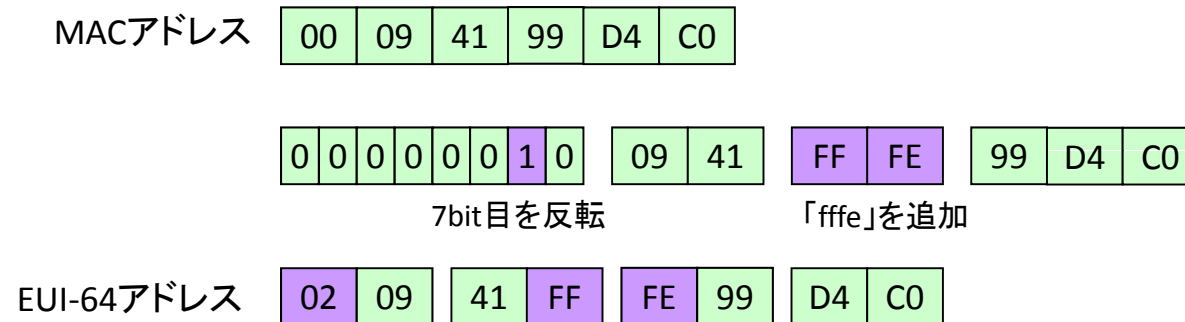 MACアドレス 00 09 41 99 D4 C0
0 0 0 0 0 0 1 0 09 41 FF FE 99 D4 C0
7bit目を反転 「fffe」を追加
EUI-64アドレス 02 09 41 FF FE 99 D4 C0